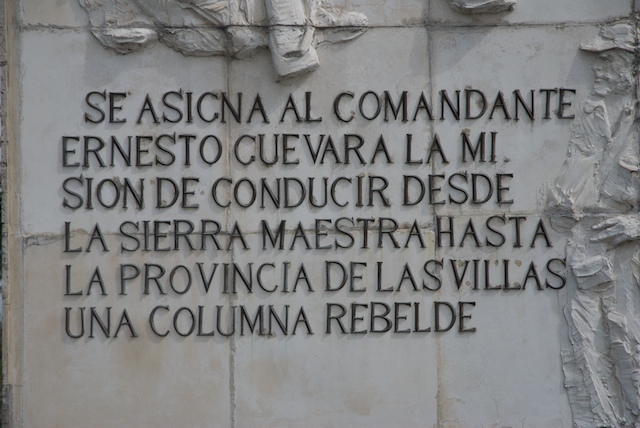 SE ASIGNA AL COMANDANTE
ERNESTO GUEVARA LA MI.
SION DE CONDUCIR DESDE
LA SIERRA MAESTRA HASTA
LA PROVINCIA DE LAS VILLAS
UNA COLUMNA REBELDE